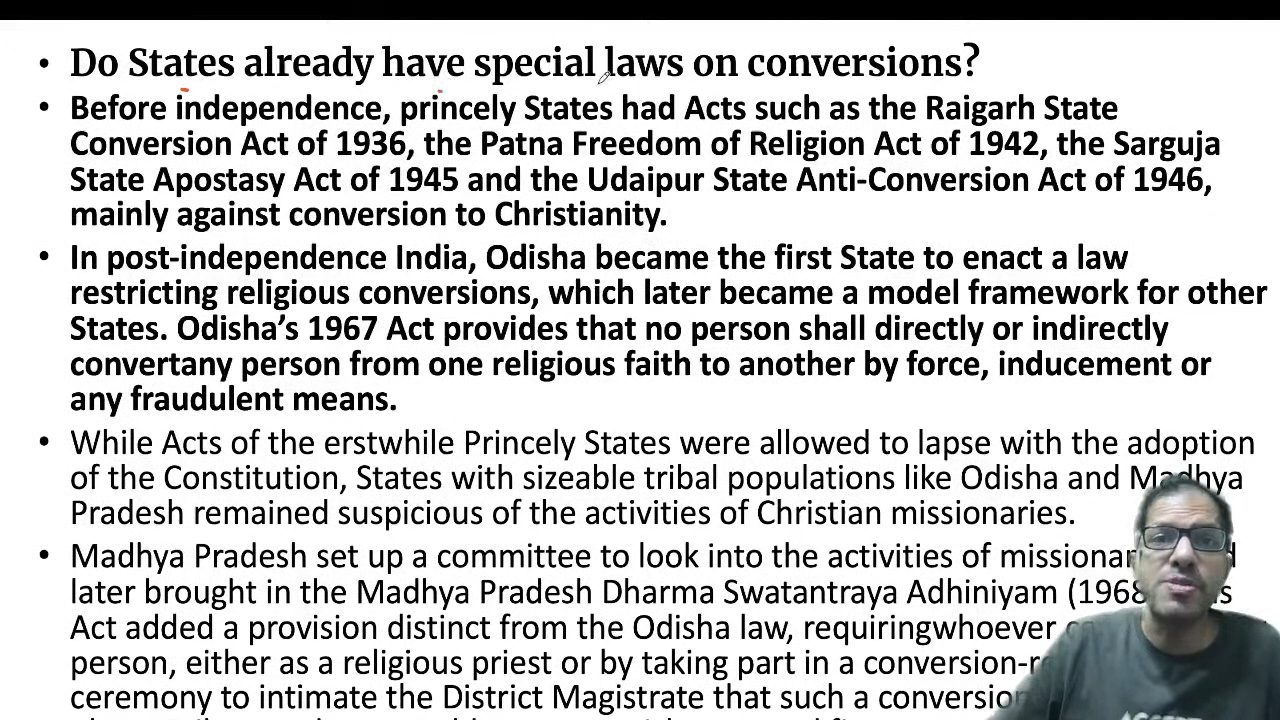 • Do States already have special laws on conversions?
• Before independence, princely States had Acts such as the Raigarh State
Conversion Act of 1936, the Patna Freedom of Religion Act of 1942, the Sarguja
State Apostasy Act of 1945 and the Udaipur State Anti-Conversion Act of 1946,
mainly against conversion to Christianity.
• In post-independence India, Odisha became the first State to enact a law
restricting religious conversions, which later became a model framework for other
States. Odisha’s 1967 Act provides that no person shall directly or indirectly
convertany person from one religious faith to another by force, inducement or
any fraudulent means.
• While Acts of the erstwhile Princely States were allowed to lapse with the adoption
of the Constitution, States with sizeable tribal populations like Odisha and Madhya
Pradesh remained suspicious of the activities of Christian missionaries.
• Madhya Pradesh set up a committee to look into the activities of
later brought in the Madhya Pradesh Dharma Swatantraya Adhiniyam (1968
Act added a provision distinct from the Odisha law, requiringwhoever
person, either as a religious priest or by taking part in a
ceremony to intimate the District Magistrate that such a